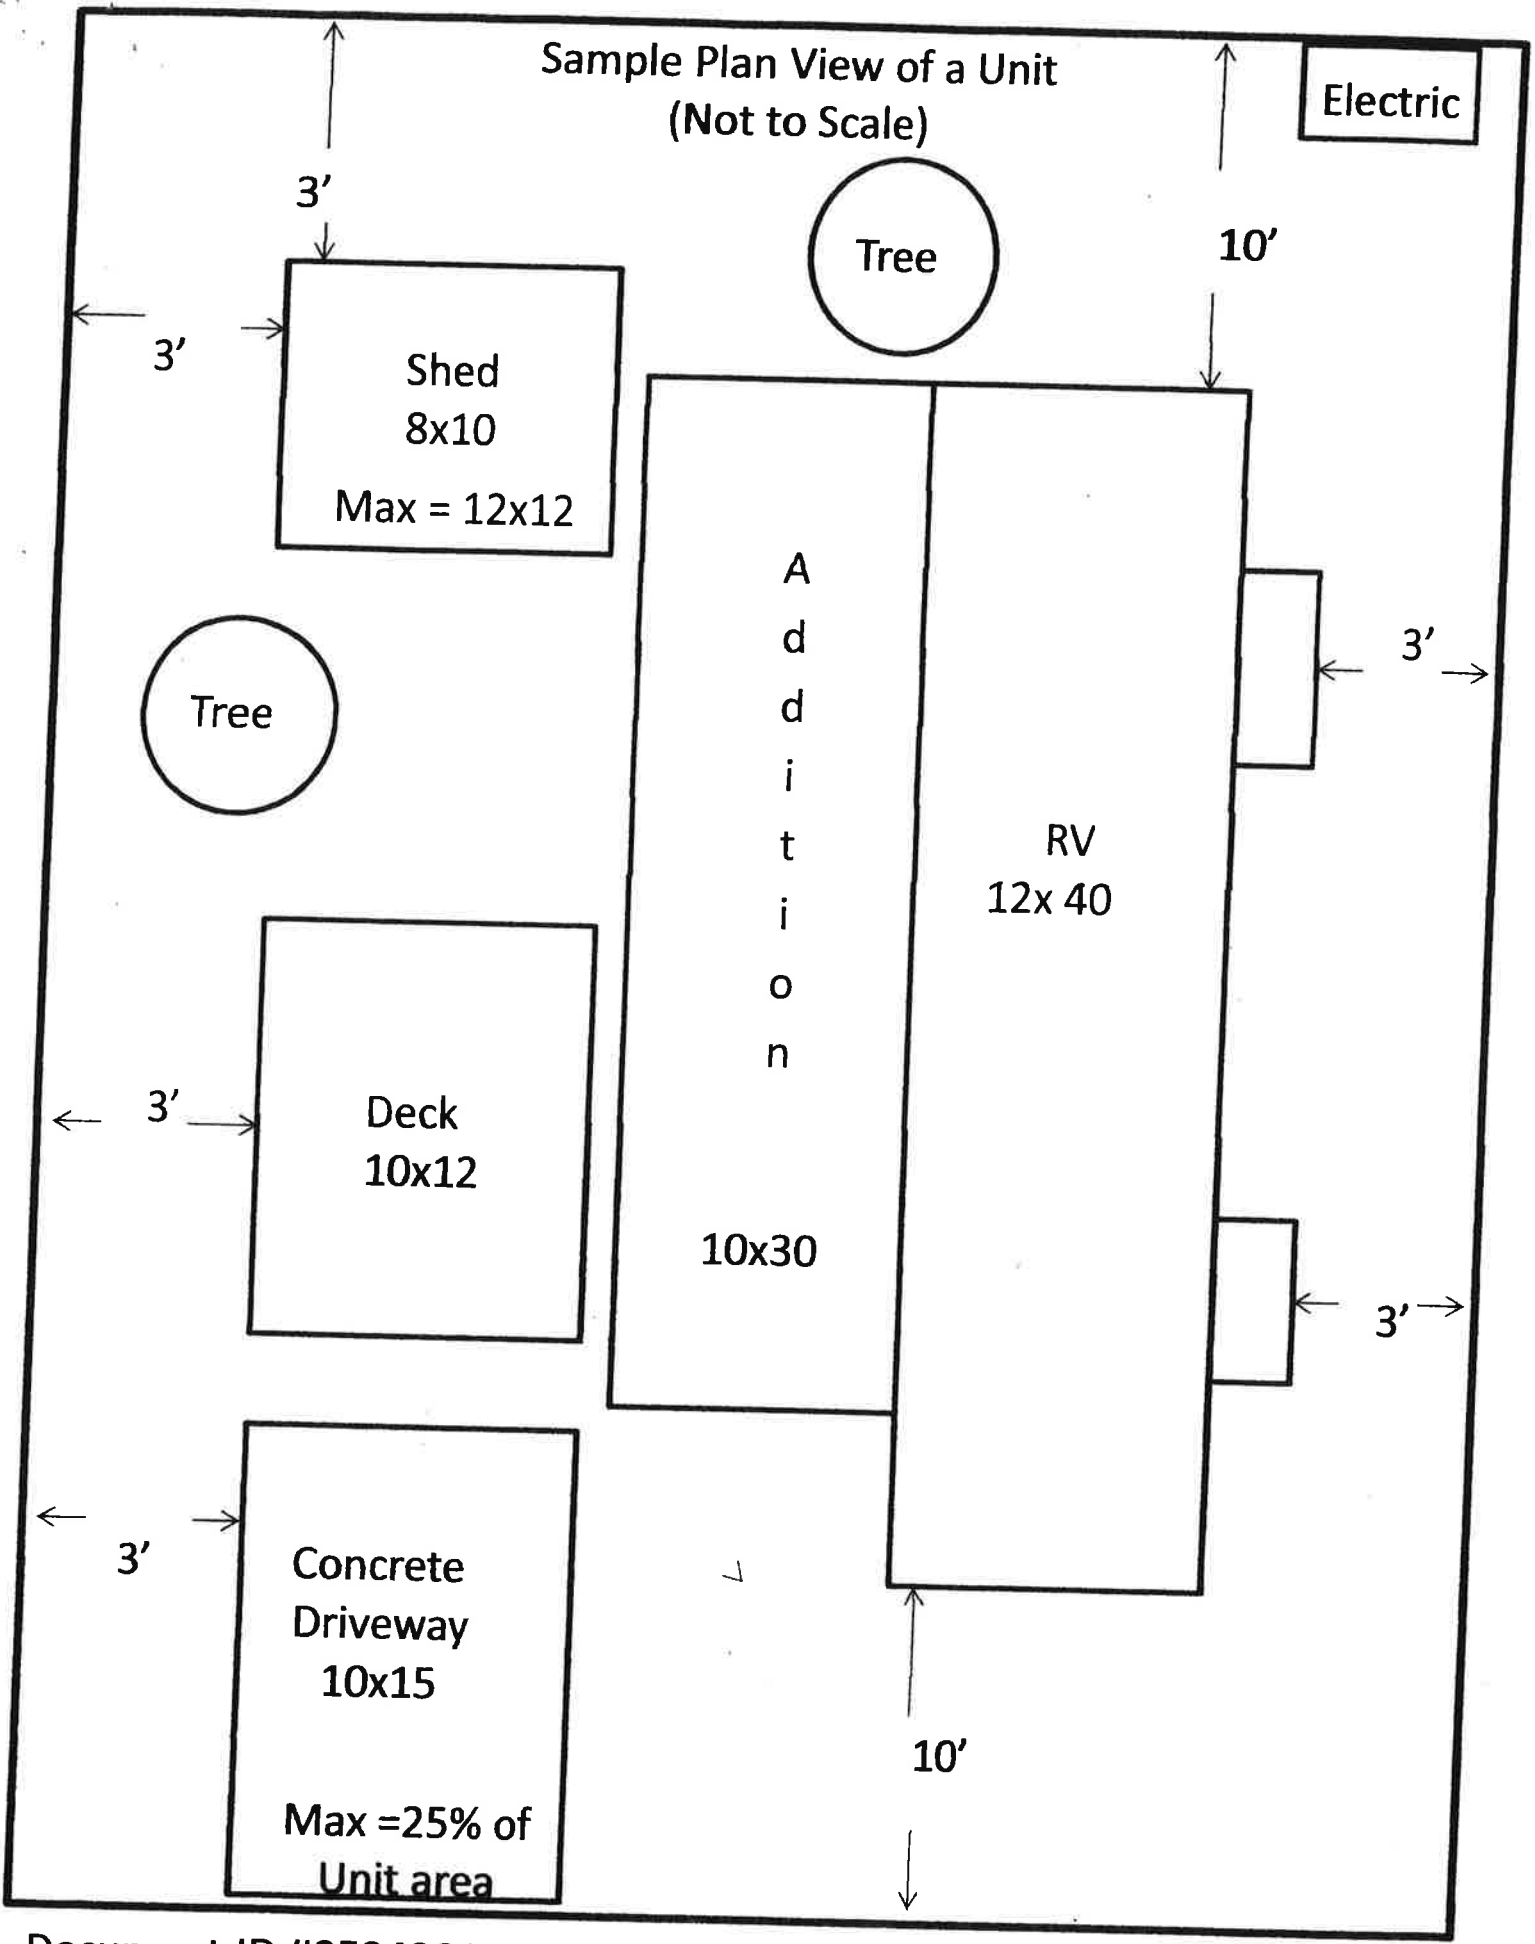 Sample Plan View of a Unit
(Not to Scale)
Electric
3'
10'
Tree
3'
Shed
8x10
Max = 12x12
A
d
d
i
t
i
o
n
10x30
3'
Tree
RV
12x 40
3'
Deck
10x12
3'
3'
Concrete
Driveway
10x15
Max =25% of
Unit area
10'